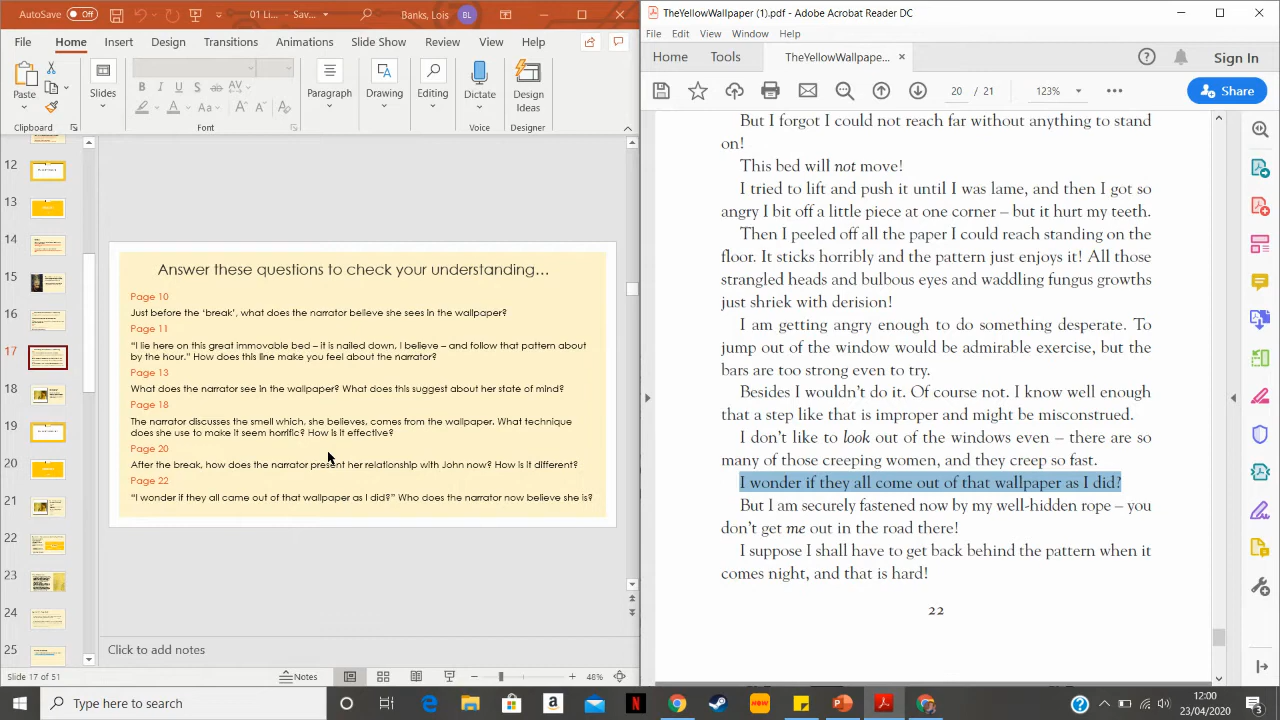 AutoSave
Off
01 Li...
Sav...
Banks, Lois
BL
File
Home
Insert
Design
Transitions
Animations
Slide Show
Review
View
Help
Paste
Slides
Paragraph
Drawing
Editing
Dictate
Design
Ideas
B I U S ab AV
A Aa A A
Clipboard
Font
Voice
Designer
12
13
14
15
16
17
18
19
20
21
22
23
24
25
Answer these questions to check your understanding…
Page 10
Just before the ‘break’, what does the narrator believe she sees in the wallpaper?
Page 11
“I lie here on this great immovable bed – it is nailed down, I believe – and follow that pattern about
by the hour.” How does this line make you feel about the narrator?
Page 13
What does the narrator see in the wallpaper? What does this suggest about her state of mind?
Page 18
The narrator discusses the smell which, she believes, comes from the wallpaper. What technique
does she use to make it seem horrific? How is it effective?
Page 20
After the break, how does the narrator present her relationship with John now? How is it different?
Page 22
“I wonder if they all came out of that wallpaper as I did?” Who does the narrator now believe she is?
Click to add notes
Slide 17 of 51
Notes
48%
TheYellowWallpaper (1).pdf - Adobe Acrobat Reader DC
File Edit View Window Help
Home
Tools
TheYellowWallpape...
Sign In
20 / 21
123%
Share
But I forgot I could not reach far without anything to stand
on!
This bed will not move!
I tried to lift and push it until I was lame, and then I got so
angry I bit off a little piece at one corner – but it hurt my teeth.
Then I peeled off all the paper I could reach standing on the
floor. It sticks horribly and the pattern just enjoys it! All those
strangled heads and bulbous eyes and waddling fungus growths
just shriek with derision!
I am getting angry enough to do something desperate. To
jump out of the window would be admirable exercise, but the
bars are too strong even to try.
Besides I wouldn’t do it. Of course not. I know well enough
that a step like that is improper and might be misconstrued.
I don’t like to look out of the windows even – there are so
many of those creeping women, and they creep so fast.
I wonder if they all come out of that wallpaper as I did?
But I am securely fastened now by my well-hidden rope – you
don’t get me out in the road there!
I suppose I shall have to get back behind the pattern when it
comes night, and that is hard!
22
Type here to search
12:00
23/04/2020